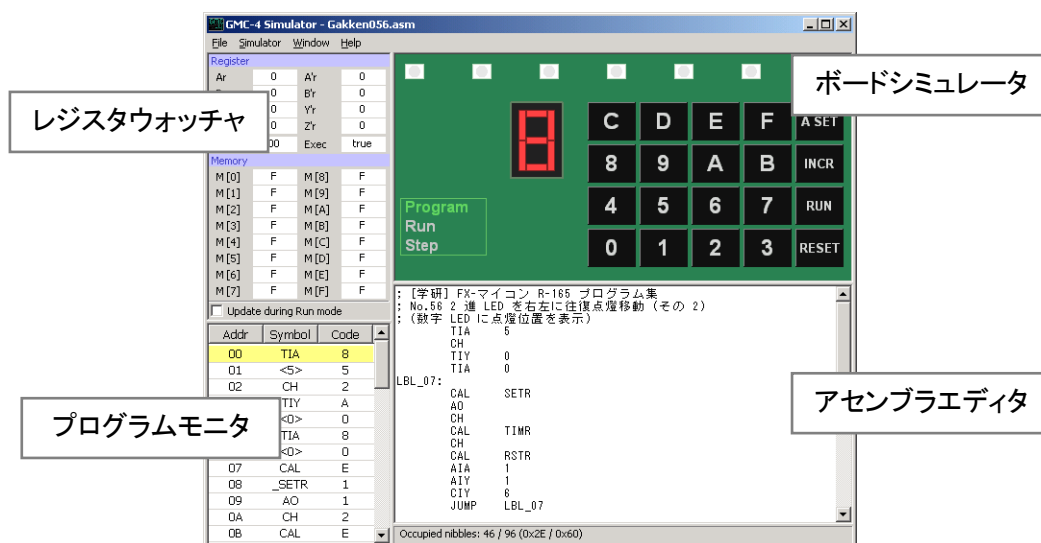 GMC-4 Simulator - Gakken056.asm
File Simulator Window Help
Register
Ar 0 A'r 0
0 B'r 0
0 Y'r 0
0 Z'r 0
00 Exec true
レジスタウォッチャ
Memory
M [0] F M [8] F
M [1] F M [9] F
M [2] F M [A] F
M [3] F M [B] F
M [4] F M [C] F
M [5] F M [D] F
M [6] F M [E] F
M [7] F M [F] F
Update during Run mode
Addr Symbol Code
00 TIA 8
01 <5> 5
02 CH 2
TIY A
<0> 0
TIA 8
<0> 0
07 CAL E
08 _SETR 1
09 AO 1
0A CH 2
0B CAL E
プログラムモニタ
ボードシミュレータ
8
C D E F A SET
8 9 A B INCR
4 5 6 7 RUN
0 1 2 3 RESET
Program
Run
Step
; [学研] FX-マイコン R-165 プログラム集
; No.56 2 進 LED を右左に往復点燈移動 (その 2)
; (数字 LED に点燈位置を表示)
TIA 5
CH
TIY 0
TIA 0
LBL_07:
CAL SETR
AO
CH
CAL TIMR
CH
CAL RSTR
AIA 1
AIY 1
CIY 6
JUMP LBL_07
アセンブラエディタ
Occupied nibbles: 46 / 96 (0x2E / 0x60)